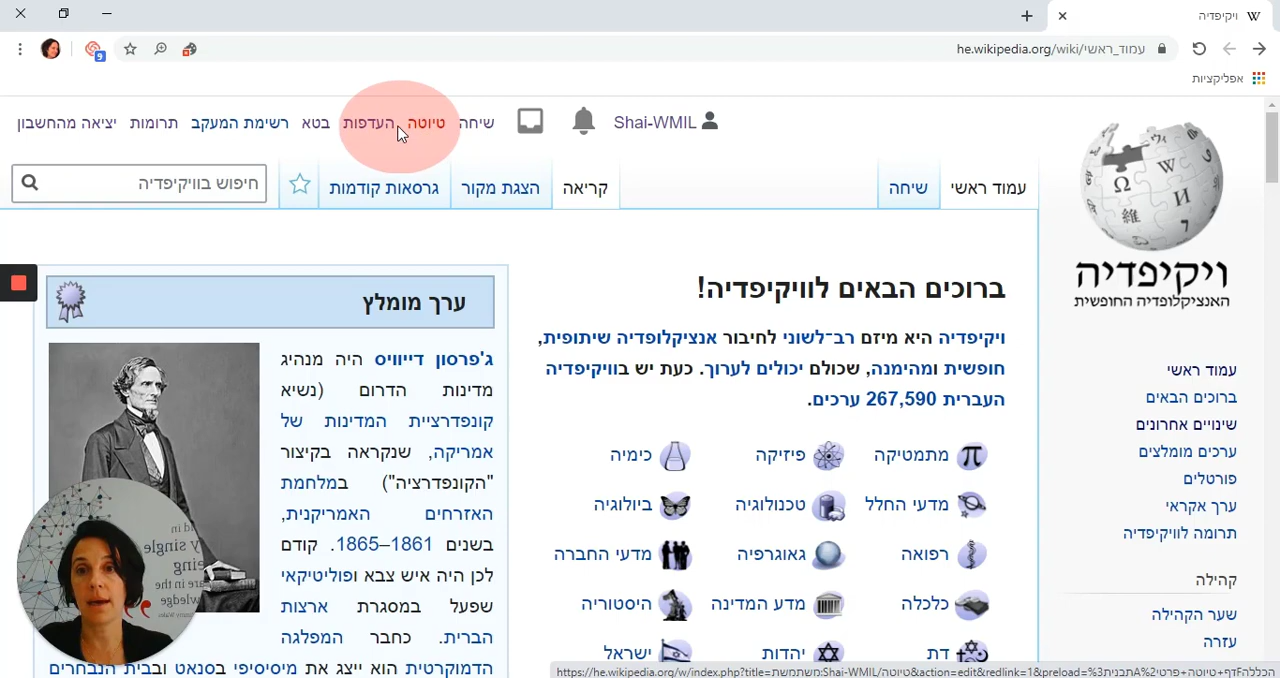 ויקיפדיה
he.wikipedia.org/wiki/עמוד_ראשי
9
אפליקציות
Shai-WMIL
שיחה
טיוטה
העדפות
בטא
רשימת המעקב
תרומות
יציאה מהחשבון
עמוד ראשי
שיחה
קריאה
הצגת מקור
גרסאות קודמות
חיפוש בוויקיפדיה
ויקיפדיה
האנציקלופדיה החופשית
עמוד ראשי
ברוכים הבאים
שינויים אחרונים
ערכים מומלצים
פורטלים
ערך אקראי
תרומה לוויקיפדיה
קהילה
שער הקהילה
עזרה
ברוכים הבאים לוויקיפדיה!
ויקיפדיה היא מיזם רב־לשוני לחיבור אנציקלופדיה שיתופית,
חופשית ומהימנה, שכולם יכולים לערוך. כעת יש בוויקיפדיה
העברית 267,590 ערכים.
מתמטיקה
פיזיקה
כימיה
מדעי החלל
טכנולוגיה
ביולוגיה
רפואה
גאוגרפיה
מדעי החברה
כלכלה
מדע המדינה
היסטוריה
דת
יהדות
ישראל
ערך מומלץ
ג'פרסון דייוויס היה מנהיג
מדינות הדרום (נשיא
קונפדרציית המדינות של
אמריקה, שנקראה בקיצור
"הקונפדרציה") במלחמת
האזרחים האמריקנית,
בשנים 1861–1865. קודם
לכן היה איש צבא ופוליטיקאי
שפעל במסגרת ארצות
הברית. כחבר המפלגה
הדמוקרטית הוא ייצג את מיסיסיפי בסנאט ובבית הנבחרים
single